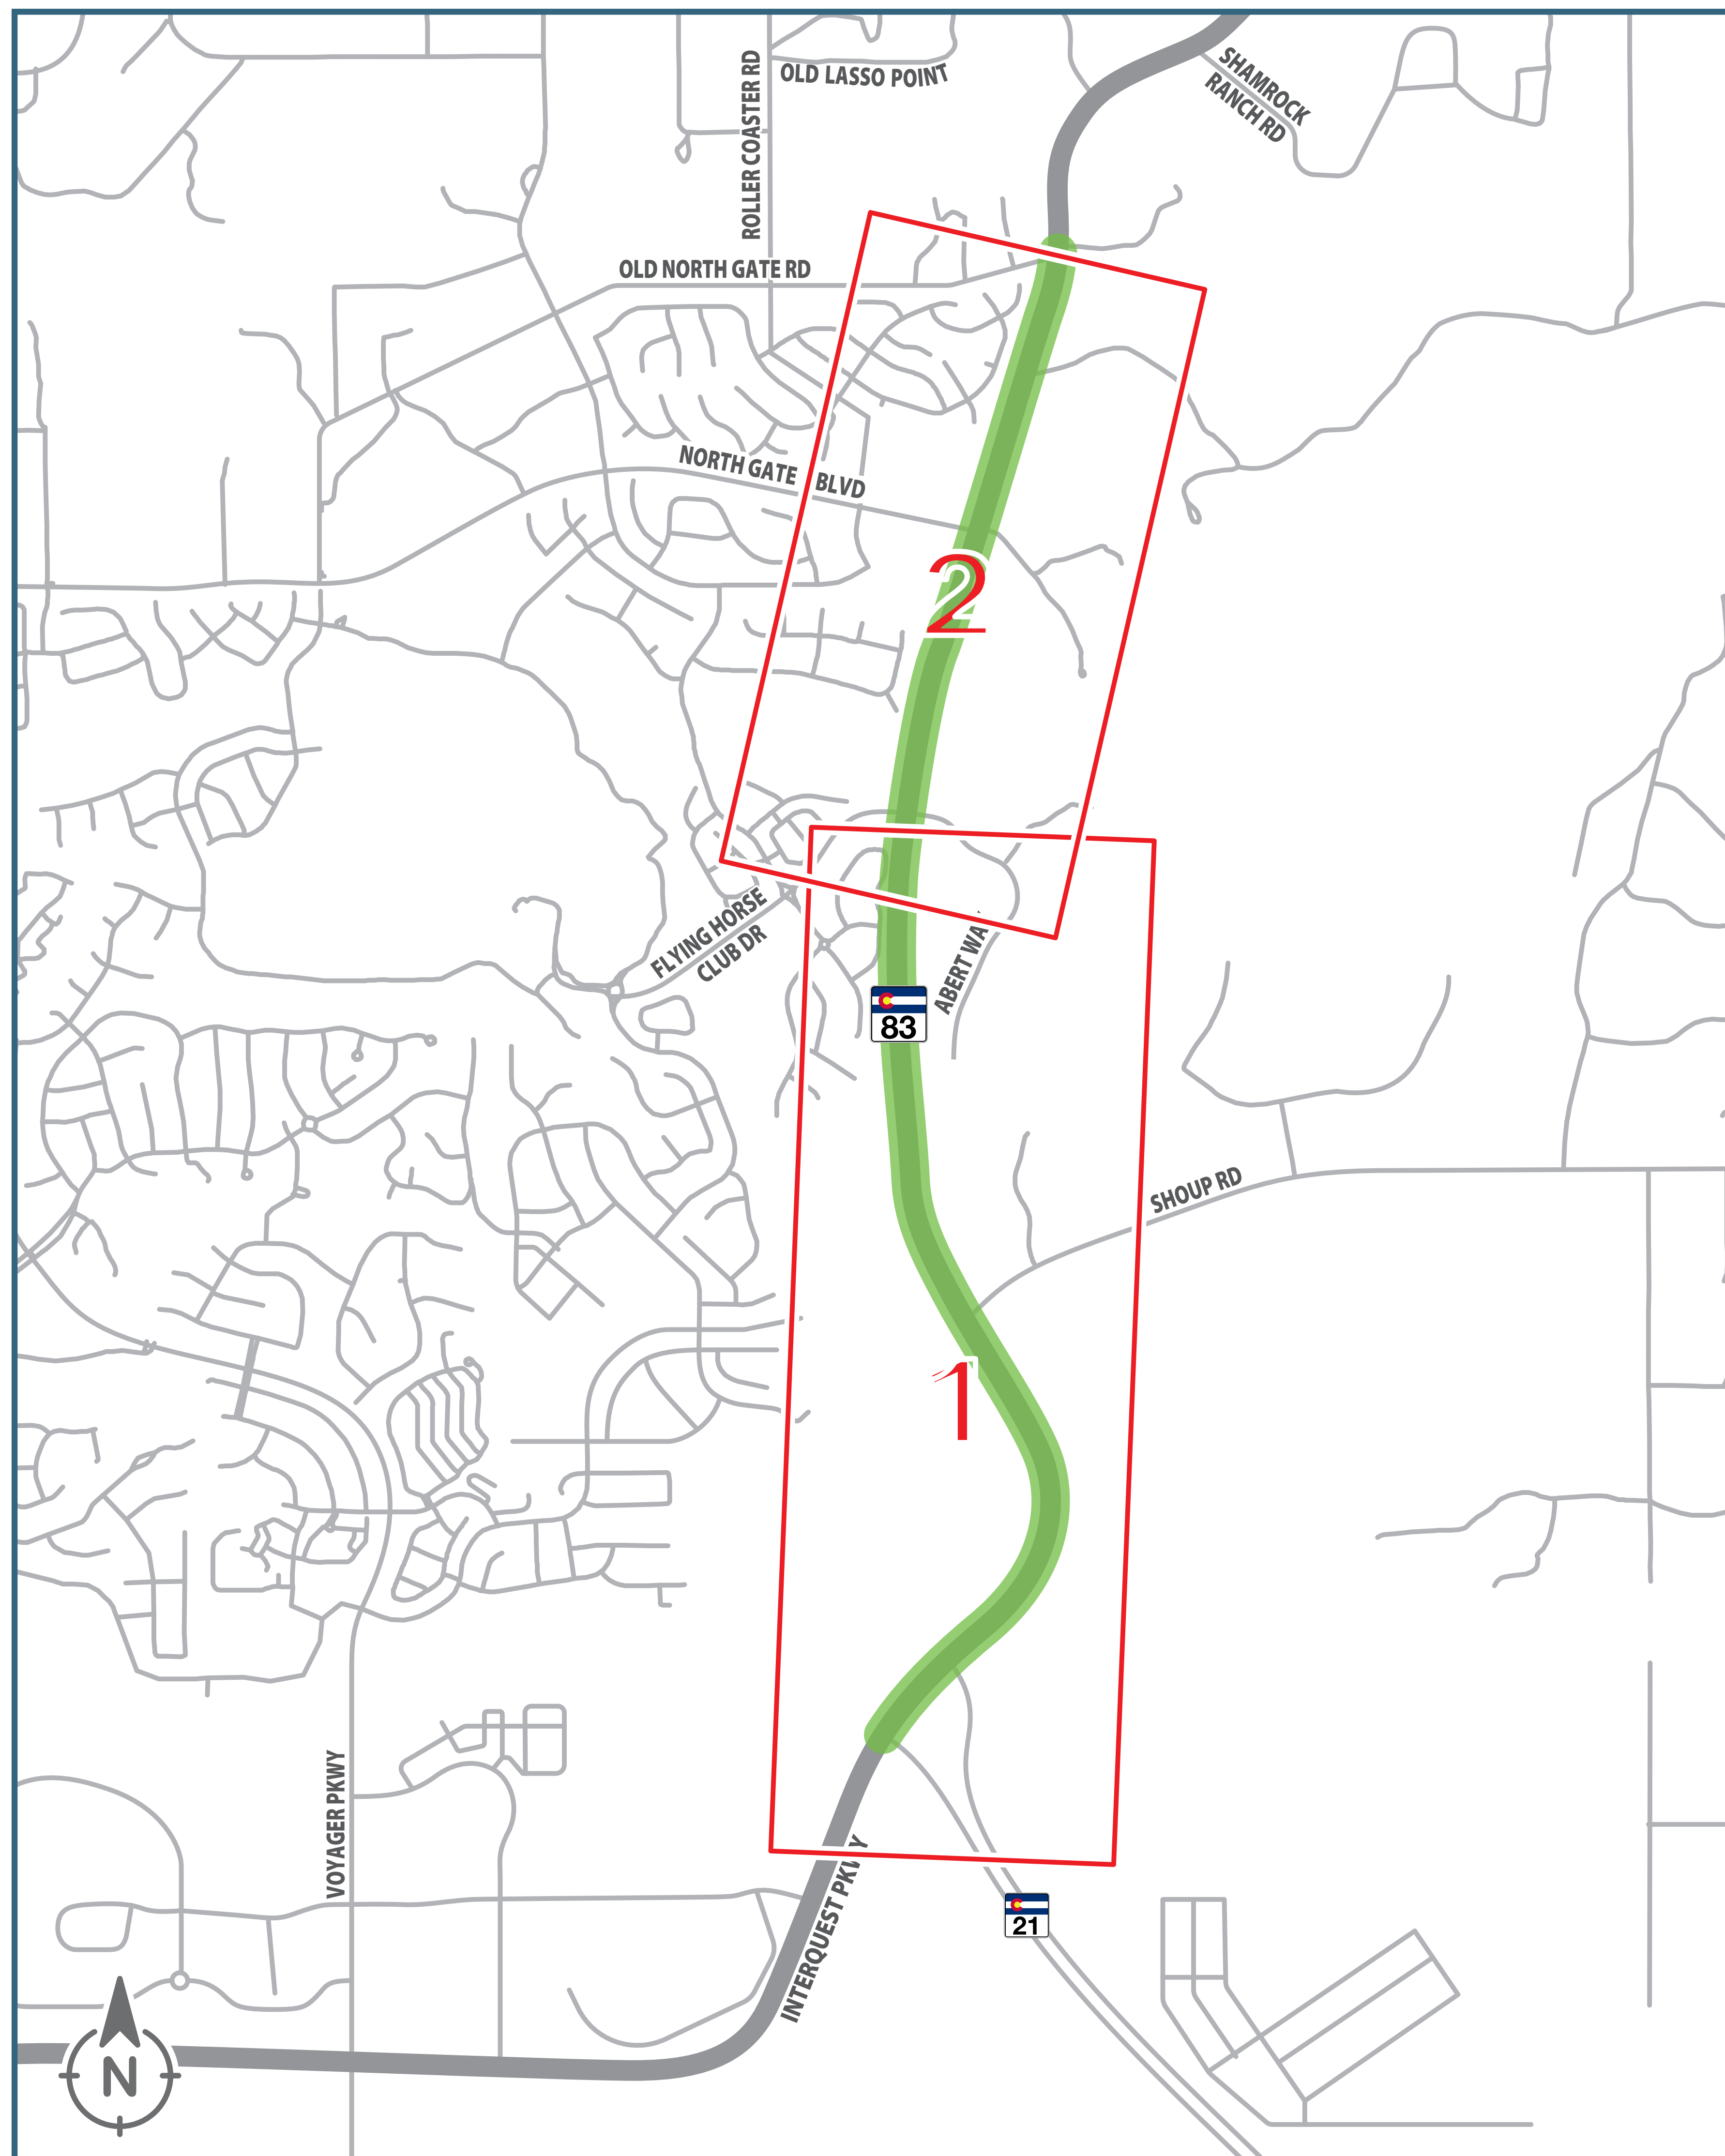 SHAMROCK
RANCH RD
OLD LASSO POINT
ROLLER COASTER RD
OLD NORTH GATE RD
NORTH GATE BLVD
2
FLYING HORSE
CLUB DR
ABERT WA
83
SHOUP RD
1
VOYAGER PKWY
INTERQUEST PKWY
21
N